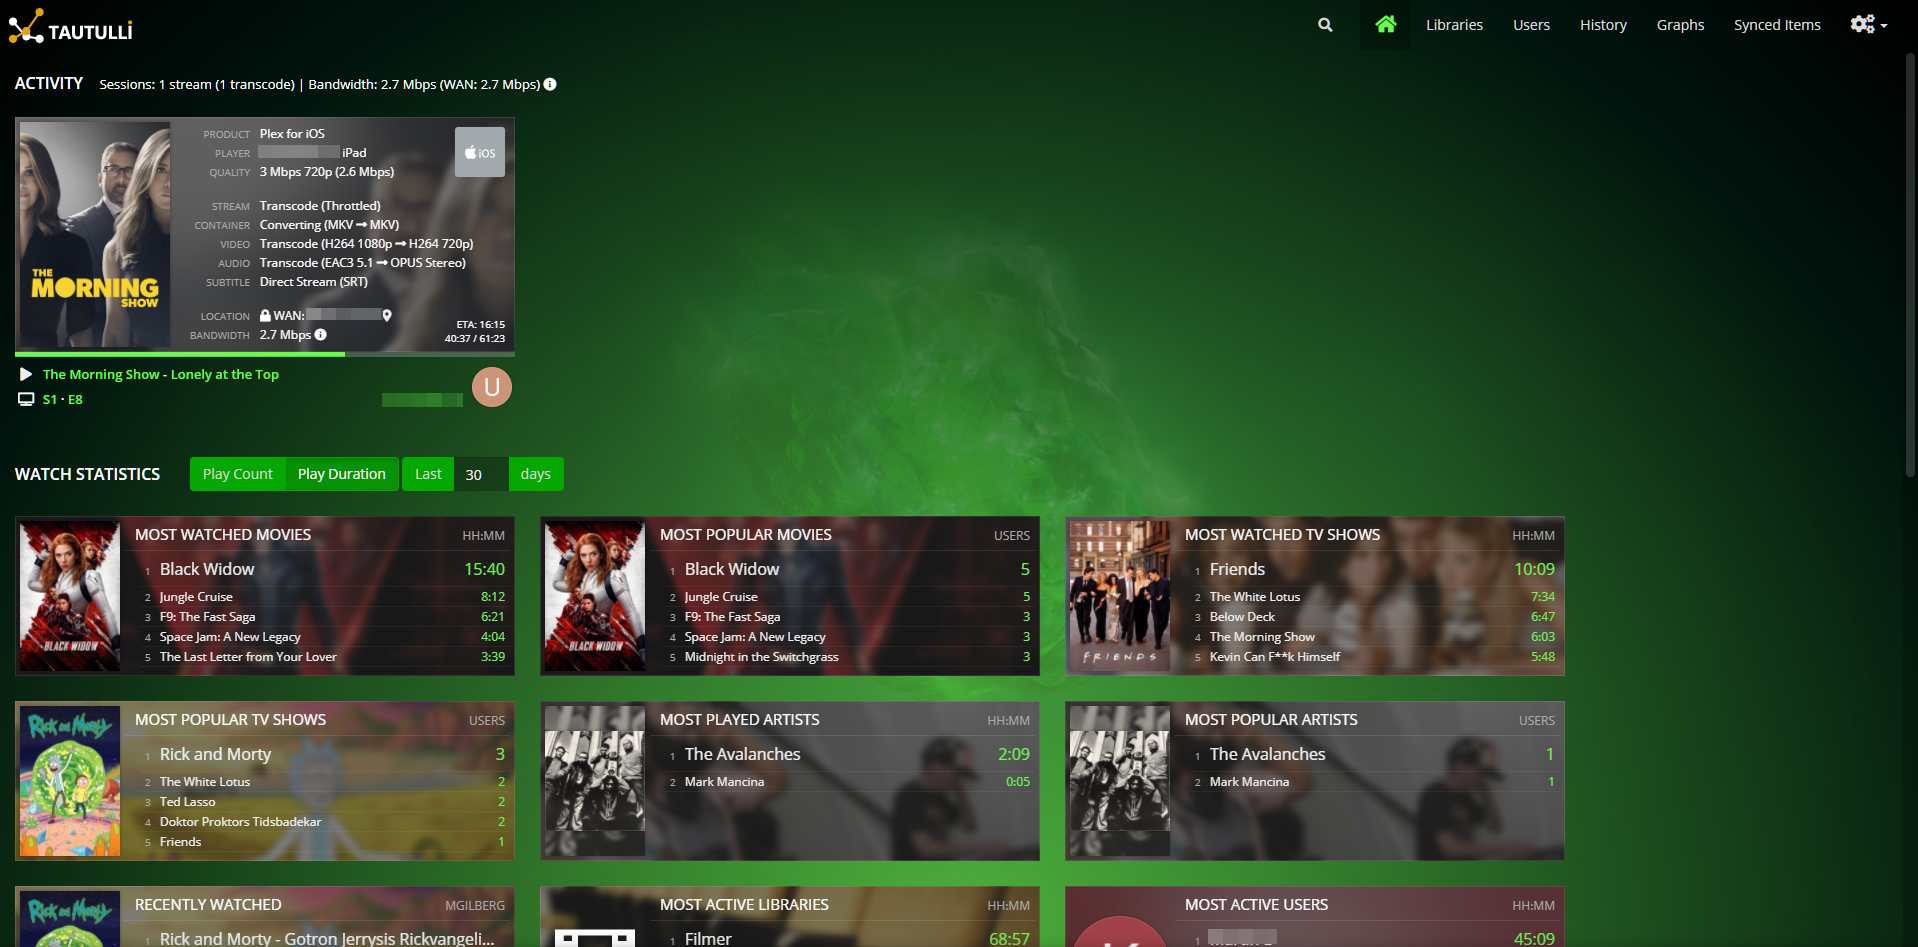 TAUTULLi
Libraries
Users
History
Graphs
Synced Items
ACTIVITY
Sessions: 1 stream (1 transcode) | Bandwidth: 2.7 Mbps (WAN: 2.7 Mbps)
PRODUCT Plex for iOS
PLAYER iPad
QUALITY 3 Mbps 720p (2.6 Mbps)
iOS
STREAM Transcode (Throttled)
CONTAINER Converting (MKV → MKV)
VIDEO Transcode (H264 1080p → H264 720p)
AUDIO Transcode (EAC3 5.1 → OPUS Stereo)
SUBTITLE Direct Stream (SRT)
LOCATION WAN:
BANDWIDTH 2.7 Mbps
ETA: 16:15
40:37 / 61:23
THE
MORNING
SHOW
The Morning Show - Lonely at the Top
S1 · E8
U
WATCH STATISTICS
Play Count
Play Duration
Last
30
days
MOST WATCHED MOVIES HH:MM
1 Black Widow 15:40
2 Jungle Cruise 8:12
3 F9: The Fast Saga 6:21
4 Space Jam: A New Legacy 4:04
5 The Last Letter from Your Lover 3:39
BLACK WIDOW
MOST POPULAR MOVIES USERS
1 Black Widow 5
2 Jungle Cruise 5
3 F9: The Fast Saga 3
4 Space Jam: A New Legacy 3
5 Midnight in the Switchgrass 3
BLACK WIDOW
MOST WATCHED TV SHOWS HH:MM
1 Friends 10:09
2 The White Lotus 7:34
3 Below Deck 6:47
4 The Morning Show 6:03
5 Kevin Can F**k Himself 5:48
FRIENDS
MOST POPULAR TV SHOWS USERS
1 Rick and Morty 3
2 The White Lotus 2
3 Ted Lasso 2
4 Doktor Proktors Tidsbadekar 2
5 Friends 1
Rick and Morty
MOST PLAYED ARTISTS HH:MM
1 The Avalanches 2:09
2 Mark Mancina 0:05
MOST POPULAR ARTISTS USERS
1 The Avalanches 1
2 Mark Mancina 1
RECENTLY WATCHED MGILBERG
1 Rick and Morty - Gotron Jerrysis Rickvangeli...
Rick and Morty
MOST ACTIVE LIBRARIES HH:MM
1 Filmer 68:57
MOST ACTIVE USERS HH:MM
1 45:09